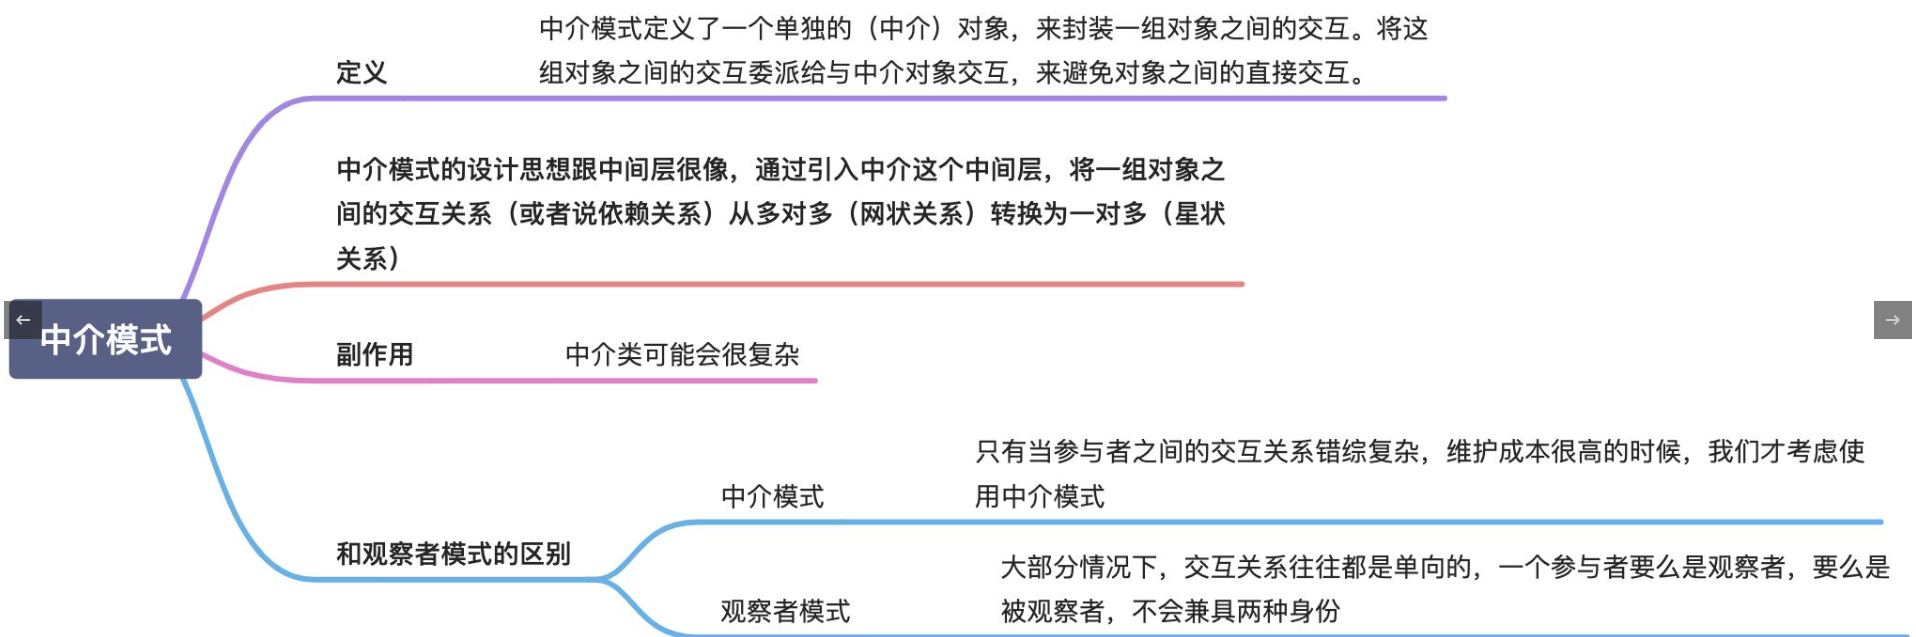 中介模式定义了一个单独的（中介）对象，来封装一组对象之间的交互。将这
定义
组对象之间的交互委派给与中介对象交互，来避免对象之间的直接交互。
中介模式的设计思想跟中间层很像，通过引入中介这个中间层，将一组对象之
间的交互关系（或者说依赖关系）从多对多（网状关系）转换为一对多（星状
关系）
中介模式
副作用
中介类可能会很复杂
和观察者模式的区别
中介模式
只有当参与者之间的交互关系错综复杂，维护成本很高的时候，我们才考虑使
用中介模式
观察者模式
大部分情况下，交互关系往往都是单向的，一个参与者要么是观察者，要么是
被观察者，不会兼具两种身份